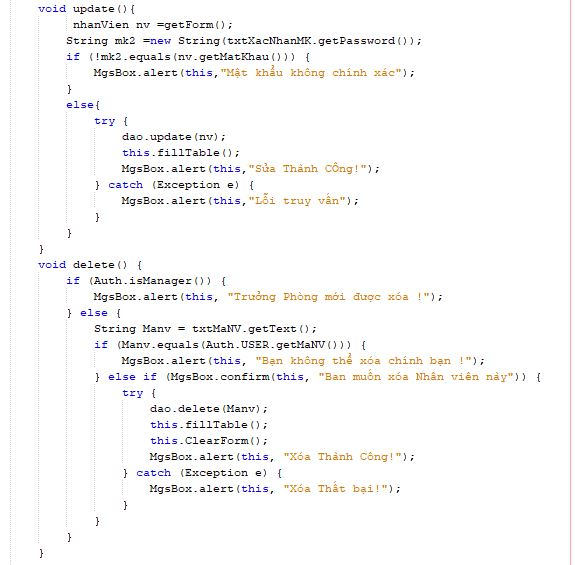 void update(){
nhanVien nv =getForm();
String mk2 =new String(txtXacNhanMK.getPassword());
if (!mk2.equals(nv.getMatKhau())) {
MgsBox.alert(this,"Mật khẩu không chính xác");
}
else{
try {
dao.update(nv);
this.fillTable();
MgsBox.alert(this,"Sửa Thành CÔng!");
} catch (Exception e) {
MgsBox.alert(this,"Lỗi truy vấn");
}
}
}
void delete() {
if (Auth.isManager()) {
MgsBox.alert(this, "Trưởng Phòng mới được xóa !");
} else {
String Manv = txtMaNV.getText();
if (Manv.equals(Auth.USER.getMaNV())) {
MgsBox.alert(this, "Bạn không thể xóa chính bạn !");
} else if (MgsBox.confirm(this, "Ban muốn xóa Nhân viên này")) {
try {
dao.delete(Manv);
this.fillTable();
this.ClearForm();
MgsBox.alert(this, "Xóa Thành Công!");
} catch (Exception e) {
MgsBox.alert(this, "Xóa Thất bại!");
}
}
}
}